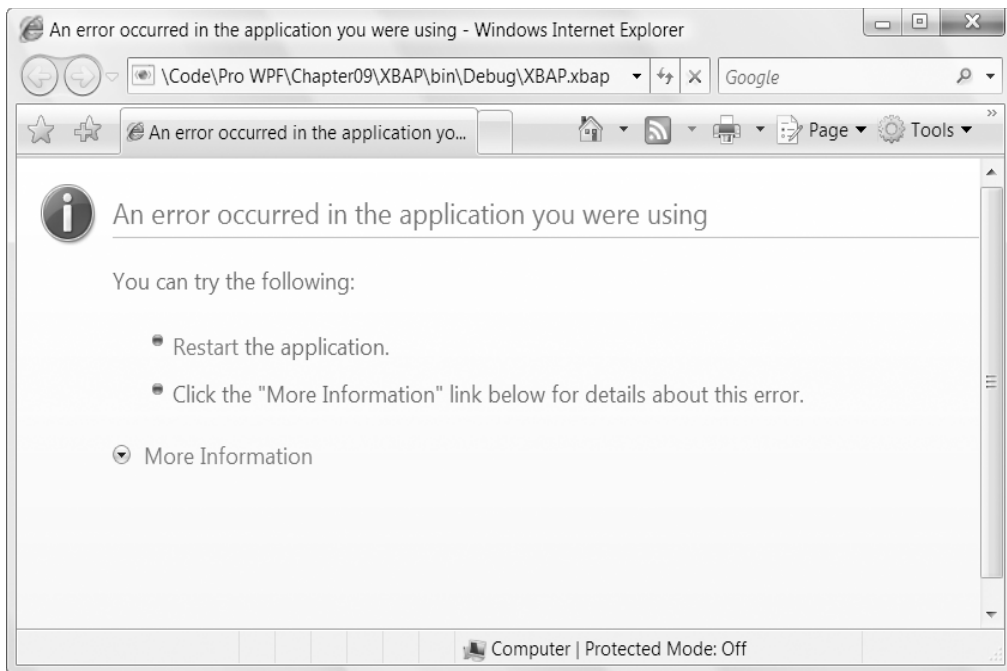 An error occurred in the application you were using - Windows Internet Explorer
\Code\Pro WPF\Chapter09\XBAP\bin\Debug\XBAP.xbap
Google
An error occurred in the application yo...
Page
Tools
An error occurred in the application you were using
You can try the following:
Restart the application.
Click the "More Information" link below for details about this error.
More Information
Computer | Protected Mode: Off